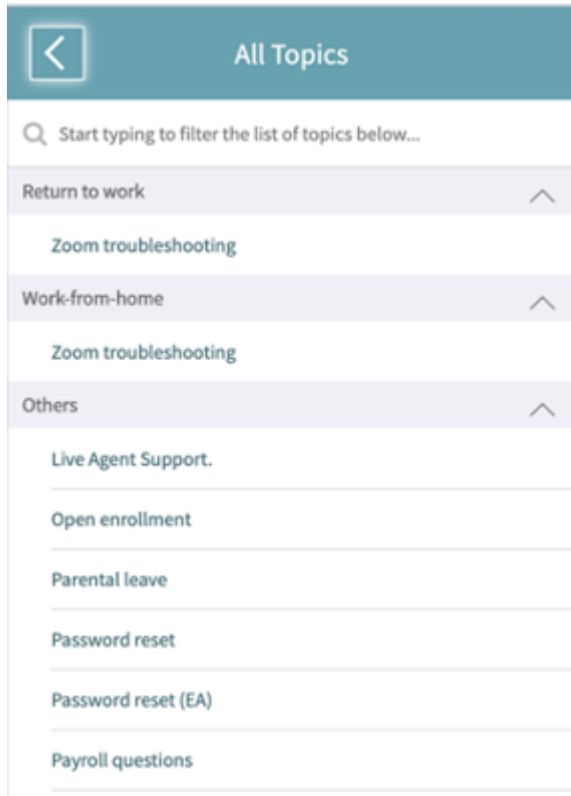 All Topics
Start typing to filter the list of topics below...
Return to work
Zoom troubleshooting
Work-from-home
Zoom troubleshooting
Others
Live Agent Support.
Open enrollment
Parental leave
Password reset
Password reset (EA)
Payroll questions